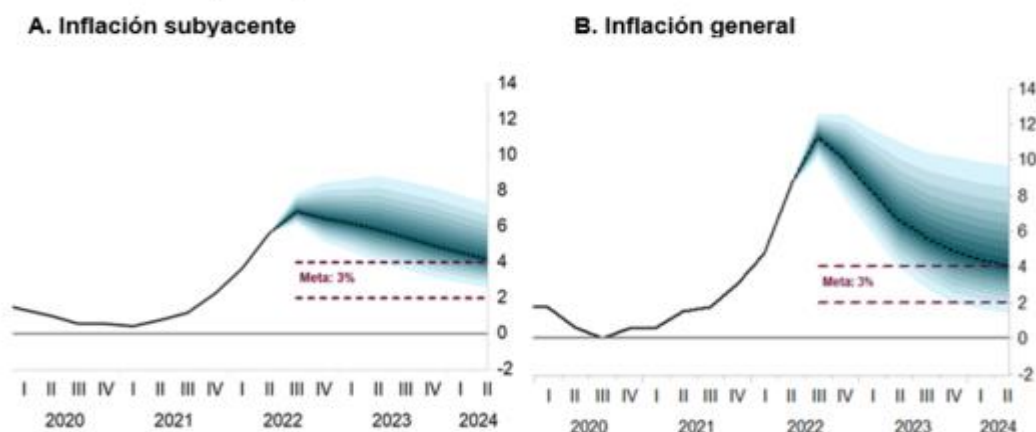 A. Inflación subyacente
14
12
10
8
6
4
2
0
-2
Meta: 3%
I II III IV I II III IV I II III IV I II III IV I II
2020 2021 2022 2023 2024
B. Inflación general
14
12
10
8
6
4
2
0
-2
Meta: 3%
I II III IV I II III IV I II III IV I II III IV I II
2020 2021 2022 2023 2024